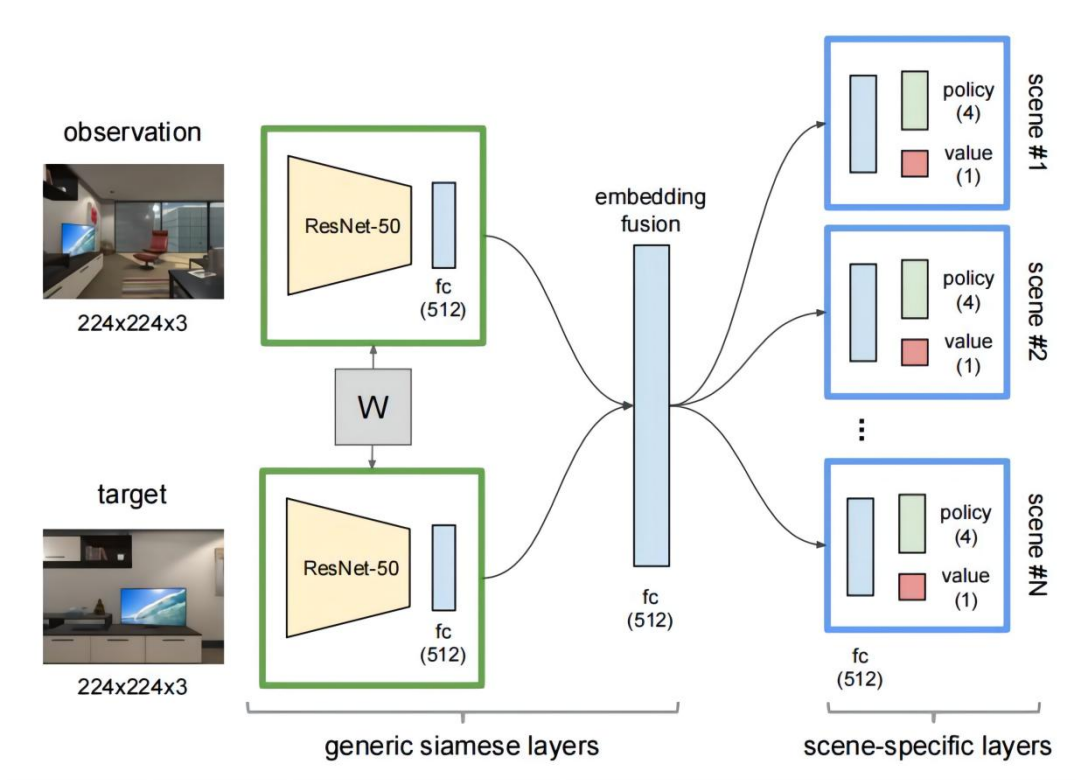 observation
224x224x3
ResNet-50
fc
(512)
W
target
224x224x3
ResNet-50
fc
(512)
embedding
fusion
fc
(512)
policy
(4)
value
(1)
scene #1
policy
(4)
value
(1)
scene #2
...
policy
(4)
value
(1)
scene #N
fc
(512)
generic siamese layers
scene-specific layers